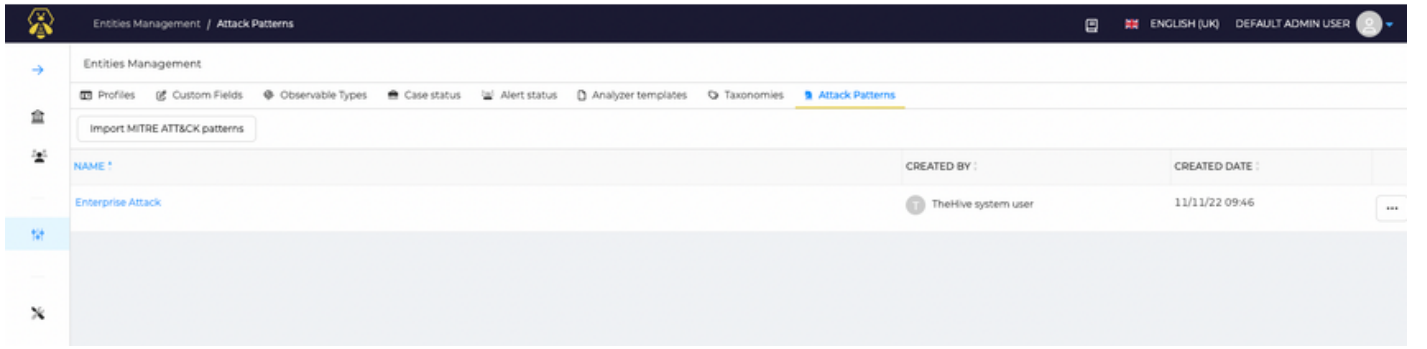 Entities Management / Attack Patterns ENGLISH (UK) DEFAULT ADMIN USER
Entities Management
Profiles Custom Fields Observable Types Case status Alert status Analyzer templates Taxonomies Attack Patterns
Import MITRE ATT&CK patterns
NAME CREATED BY CREATED DATE
Enterprise Attack T TheHive system user 11/11/22 09:46